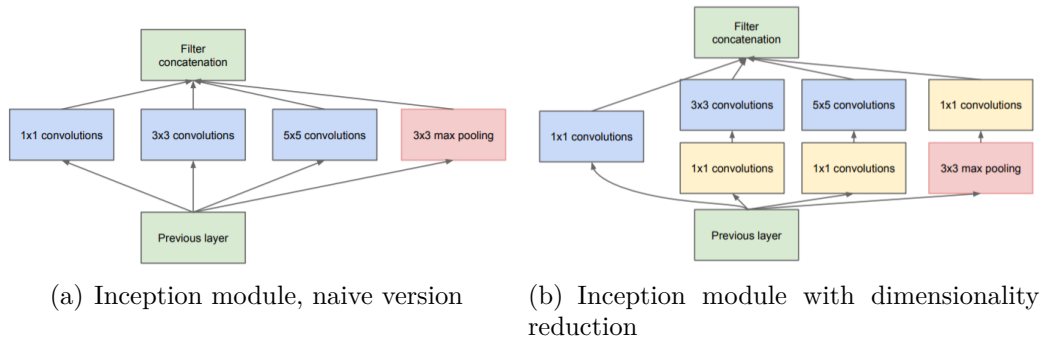 Filter
concatenation
1x1 convolutions
3x3 convolutions
5x5 convolutions
3x3 max pooling
Previous layer
(a) Inception module, naive version
Filter
concatenation
3x3 convolutions
5x5 convolutions
1x1 convolutions
1x1 convolutions
1x1 convolutions
1x1 convolutions
3x3 max pooling
Previous layer
(b) Inception module with dimensionality
reduction